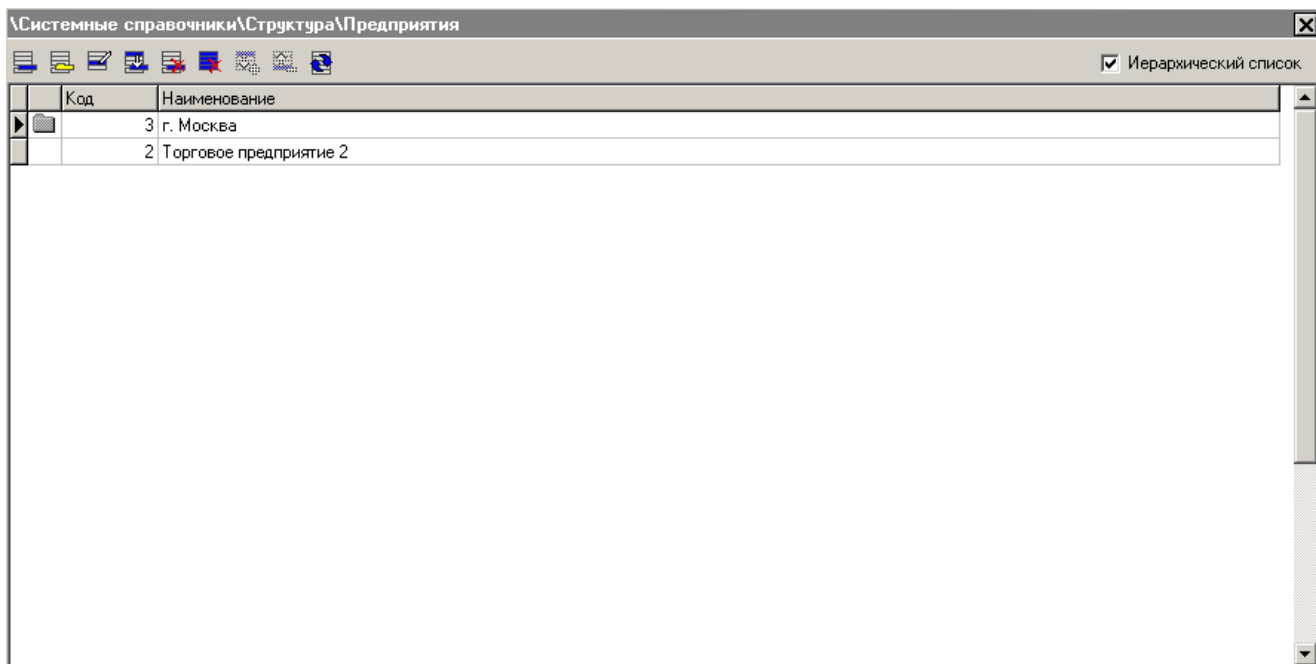 \Системные справочники\Структура\Предприятия
Иерархический список
Код Наименование
3 г. Москва
2 Торговое предприятие 2